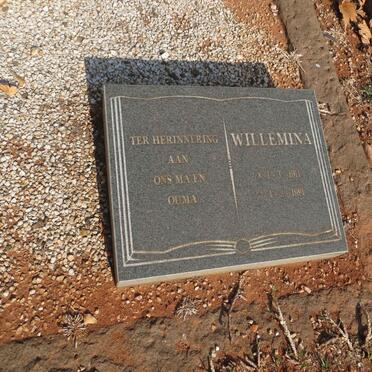 TER HERINNERING
AAN
ONS MA EN
OUMA
WILLEMINA